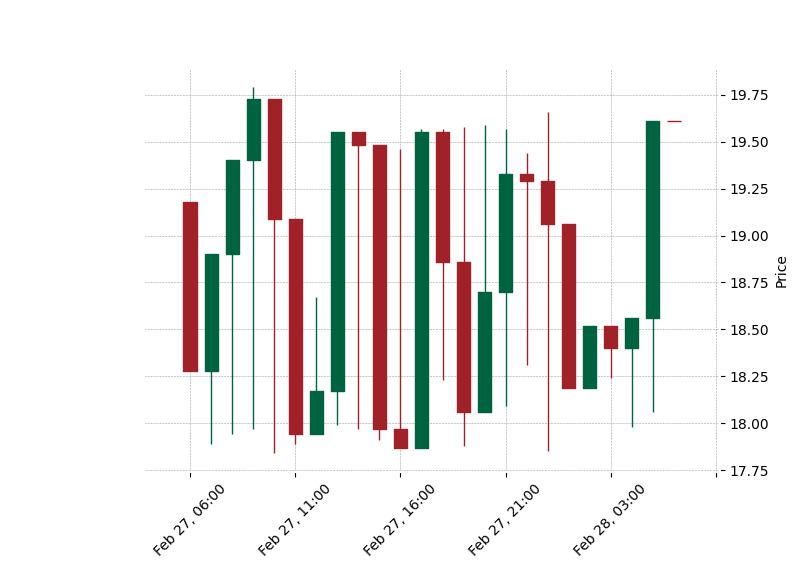 19.75
19.50
19.25
19.00
18.75
18.50
18.25
18.00
17.75
Price
Feb 27, 06:00
Feb 27, 11:00
Feb 27, 16:00
Feb 27, 21:00
Feb 28, 03:00